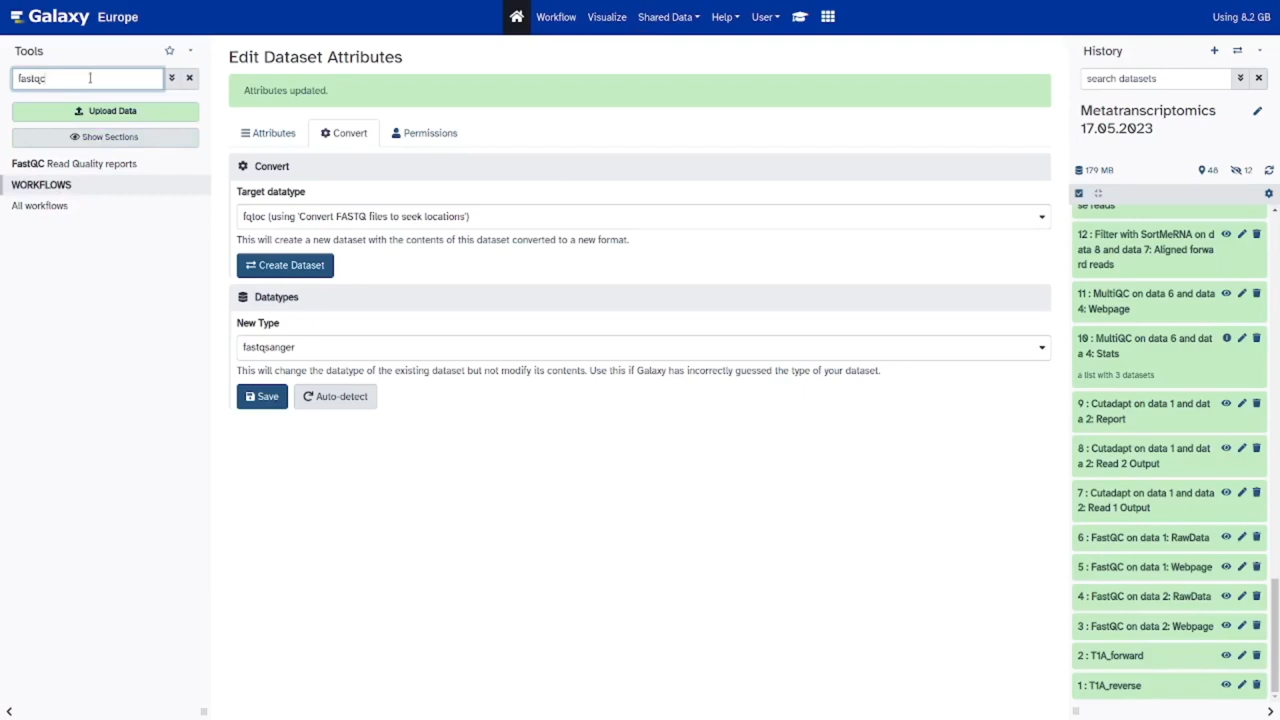 Galaxy Europe
Workflow
Visualize
Shared Data
Help
User
Using 8.2 GB
Tools
fastqc
Upload Data
Show Sections
FastQC Read Quality reports
WORKFLOWS
All workflows
Edit Dataset Attributes
Attributes updated.
Attributes
Convert
Permissions
Convert
Target datatype
fqtoc (using 'Convert FASTQ files to seek locations')
This will create a new dataset with the contents of this dataset converted to a new format.
Create Dataset
Datatypes
New Type
fastqsanger
This will change the datatype of the existing dataset but not modify its contents. Use this if Galaxy has incorrectly guessed the type of your dataset.
Save
Auto-detect
History
search datasets
Metatranscriptomics
17.05.2023
179 MB
46
12
se reads
12 : Filter with SortMeRNA on d
ata 8 and data 7: Aligned forwa
rd reads
11 : MultiQC on data 6 and data
4: Webpage
10 : MultiQC on data 6 and dat
a 4: Stats
a list with 3 datasets
9 : Cutadapt on data 1 and dat
a 2: Report
8 : Cutadapt on data 1 and dat
a 2: Read 2 Output
7 : Cutadapt on data 1 and data
2: Read 1 Output
6 : FastQC on data 1: RawData
5 : FastQC on data 1: Webpage
4 : FastQC on data 2: RawData
3 : FastQC on data 2: Webpage
2 : T1A_forward
1 : T1A_reverse